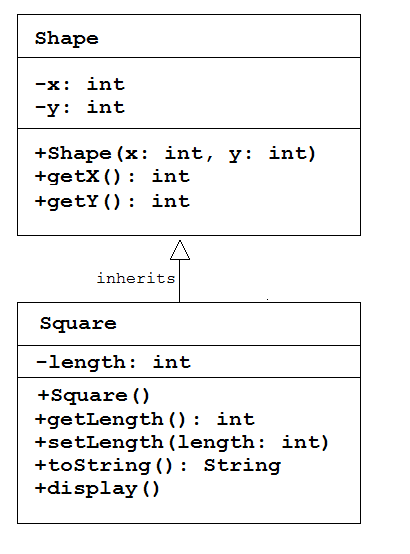 Shape
-x: int
-y: int
+Shape(x: int, y: int)
+getX(): int
+getY(): int
inherits
Square
-length: int
+Square()
+getLength(): int
+setLength(length: int)
+toString(): String
+display()